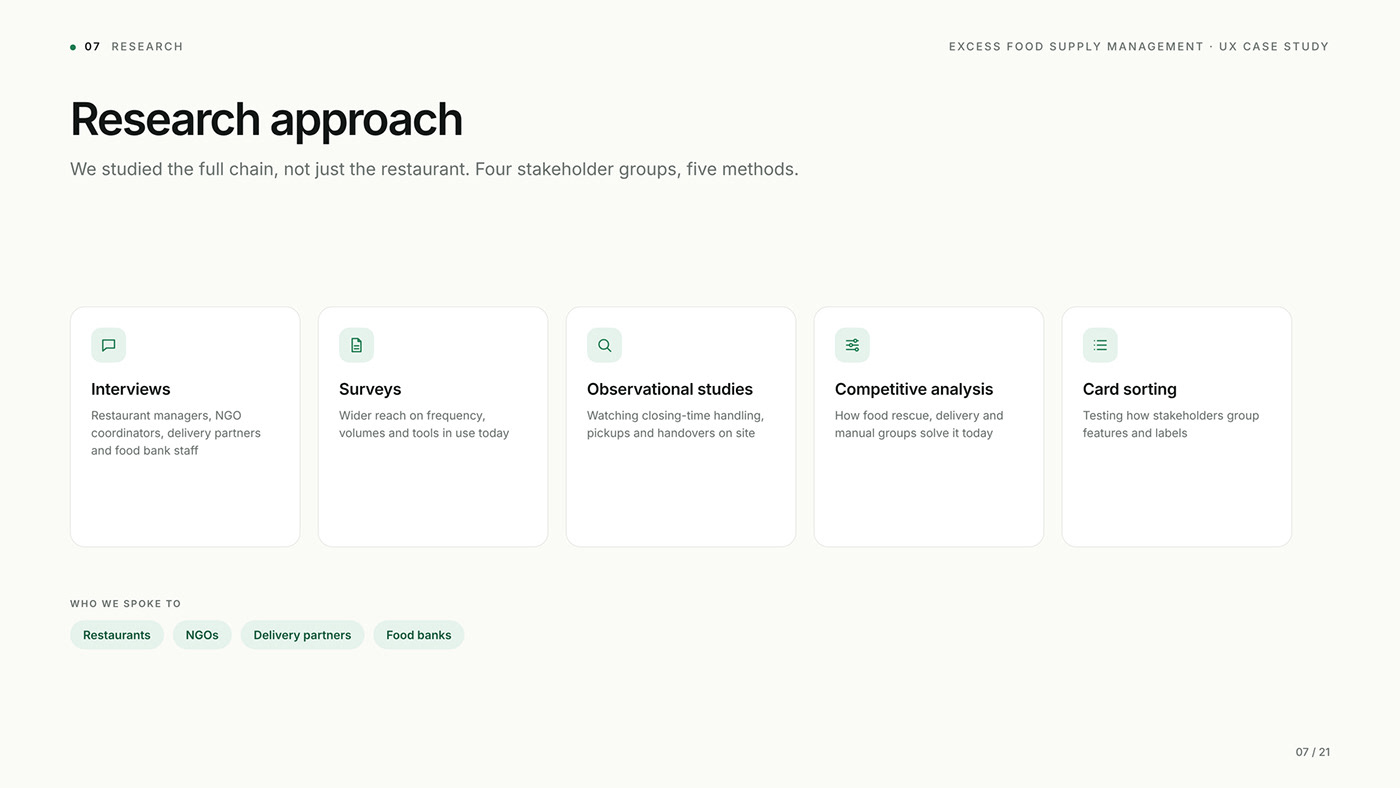 07 RESEARCH
EXCESS FOOD SUPPLY MANAGEMENT · UX CASE STUDY
Research approach
We studied the full chain, not just the restaurant. Four stakeholder groups, five methods.
Interviews
Restaurant managers, NGO
coordinators, delivery partners
and food bank staff
Surveys
Wider reach on frequency,
volumes and tools in use today
Observational studies
Watching closing-time handling,
pickups and handovers on site
Competitive analysis
How food rescue, delivery and
manual groups solve it today
Card sorting
Testing how stakeholders group
features and labels
WHO WE SPOKE TO
Restaurants
NGOs
Delivery partners
Food banks
07 / 21